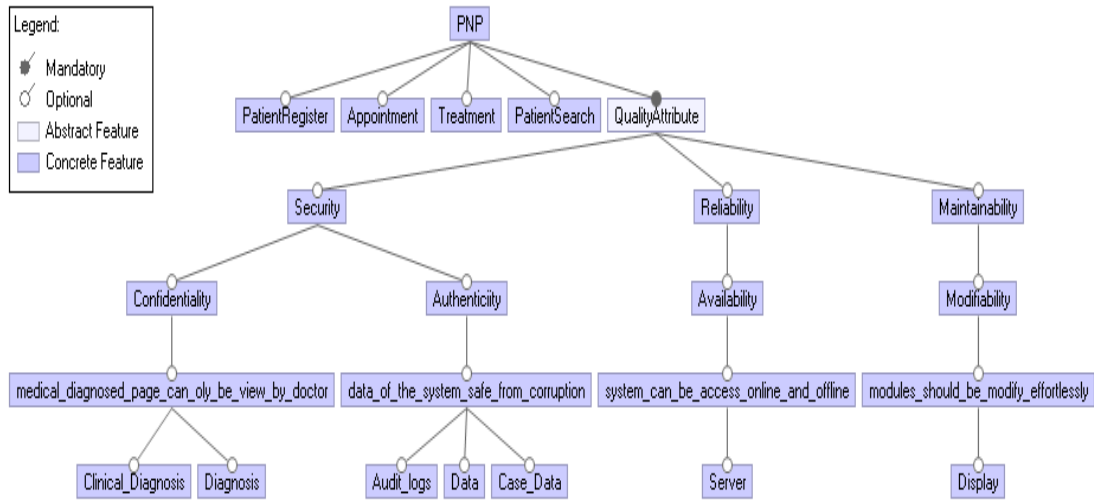 Legend:
Mandatory
Optional
Abstract Feature
Concrete Feature
PNP
PatientRegister
Appointment
Treatment
PatientSearch
QualityAttribute
Security
Reliability
Maintainability
Confidentiality
Authenticiity
Availability
Modifiability
medical_diagnosed_page_can_oly_be_view_by_doctor
data_of_the_system_safe_from_corruption
system_can_be_access_online_and_offline
modules_should_be_modify_effortlessly
Clinical_Diagnosis
Diagnosis
Audit_logs
Data
Case_Data
Server
Display